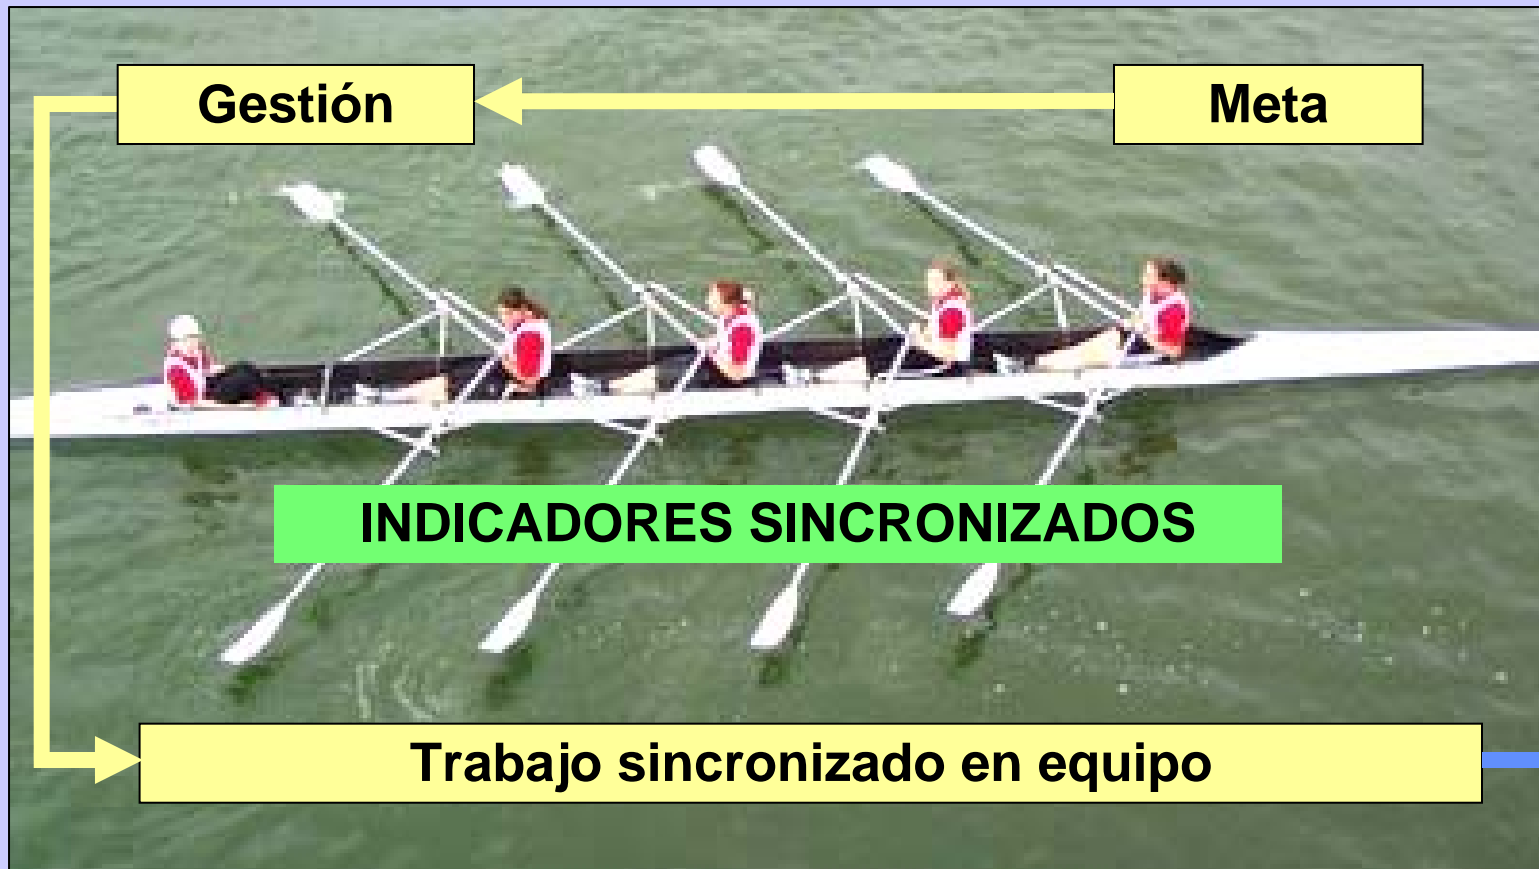 Gestión
Meta
INDICADORES SINCRONIZADOS
Trabajo sincronizado en equipo